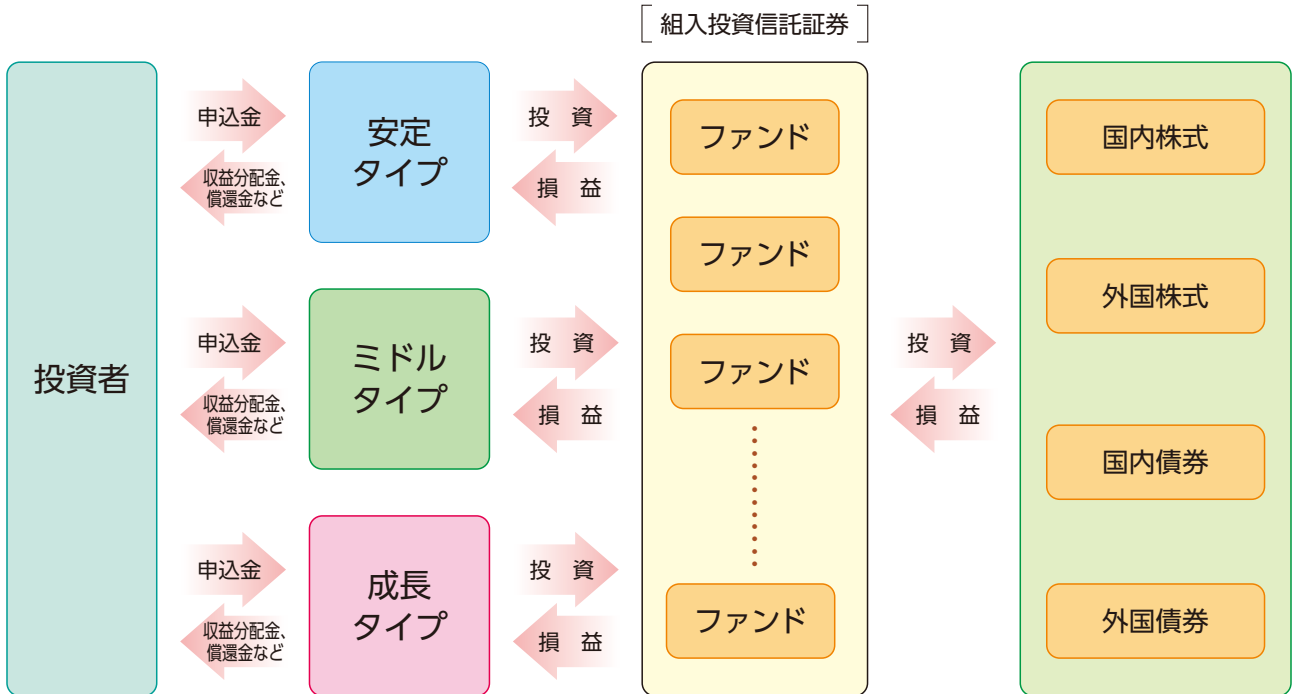 組入投資信託証券
投資者
申込金
収益分配金、
償還金など
安定
タイプ
投 資
損 益
申込金
収益分配金、
償還金など
ミドル
タイプ
投 資
損 益
申込金
収益分配金、
償還金など
成長
タイプ
投 資
損 益
ファンド
ファンド
ファンド
ファンド
投 資
損 益
国内株式
外国株式
国内債券
外国債券